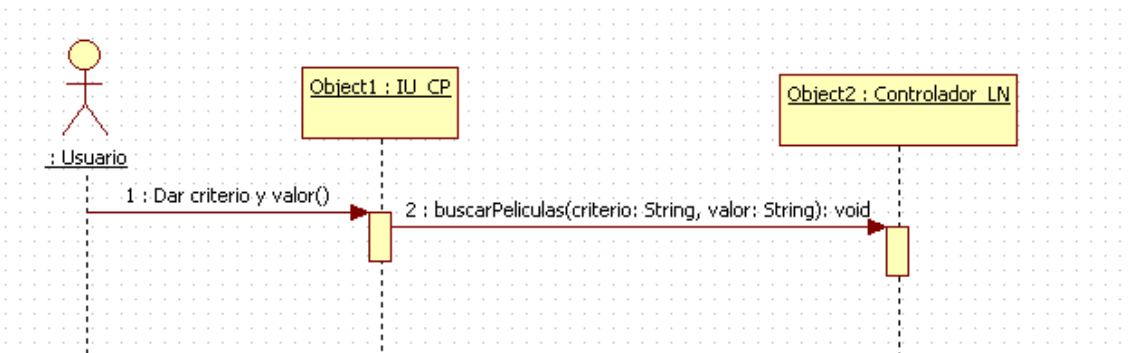 Object1 : IU_CP
Object2 : Controlador_LN
: Usuario
1 : Dar criterio y valor()
2 : buscarPeliculas(criterio: String, valor: String): void